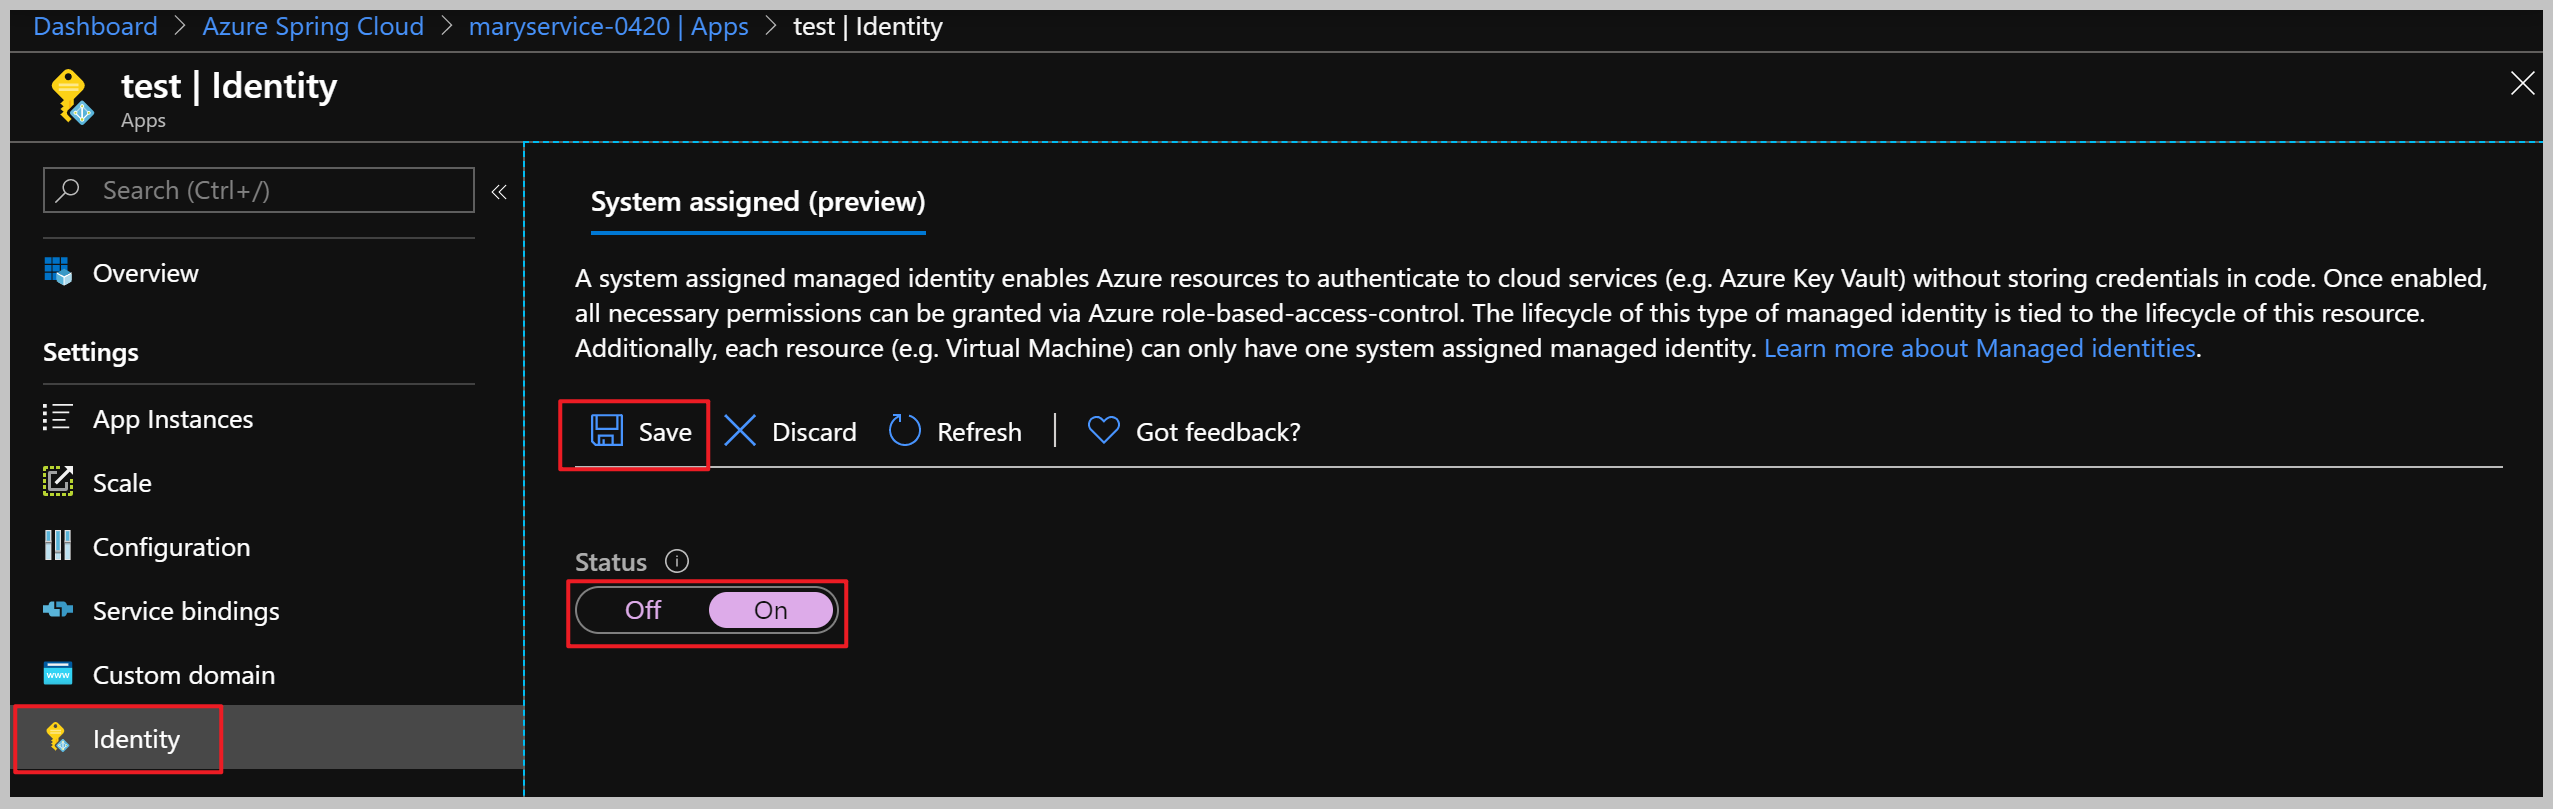 Dashboard > Azure Spring Cloud > maryservice-0420 | Apps > test | Identity
test | Identity
Apps
Search (Ctrl+/)
«
Overview
Settings
App Instances
Scale
Configuration
Service bindings
www
Custom domain
Identity
System assigned (preview)
A system assigned managed identity enables Azure resources to authenticate to cloud services (e.g. Azure Key Vault) without storing credentials in code. Once enabled,
all necessary permissions can be granted via Azure role-based-access-control. The lifecycle of this type of managed identity is tied to the lifecycle of this resource.
Additionally, each resource (e.g. Virtual Machine) can only have one system assigned managed identity. Learn more about Managed identities.
Save Discard Refresh | Got feedback?
Status
Off On